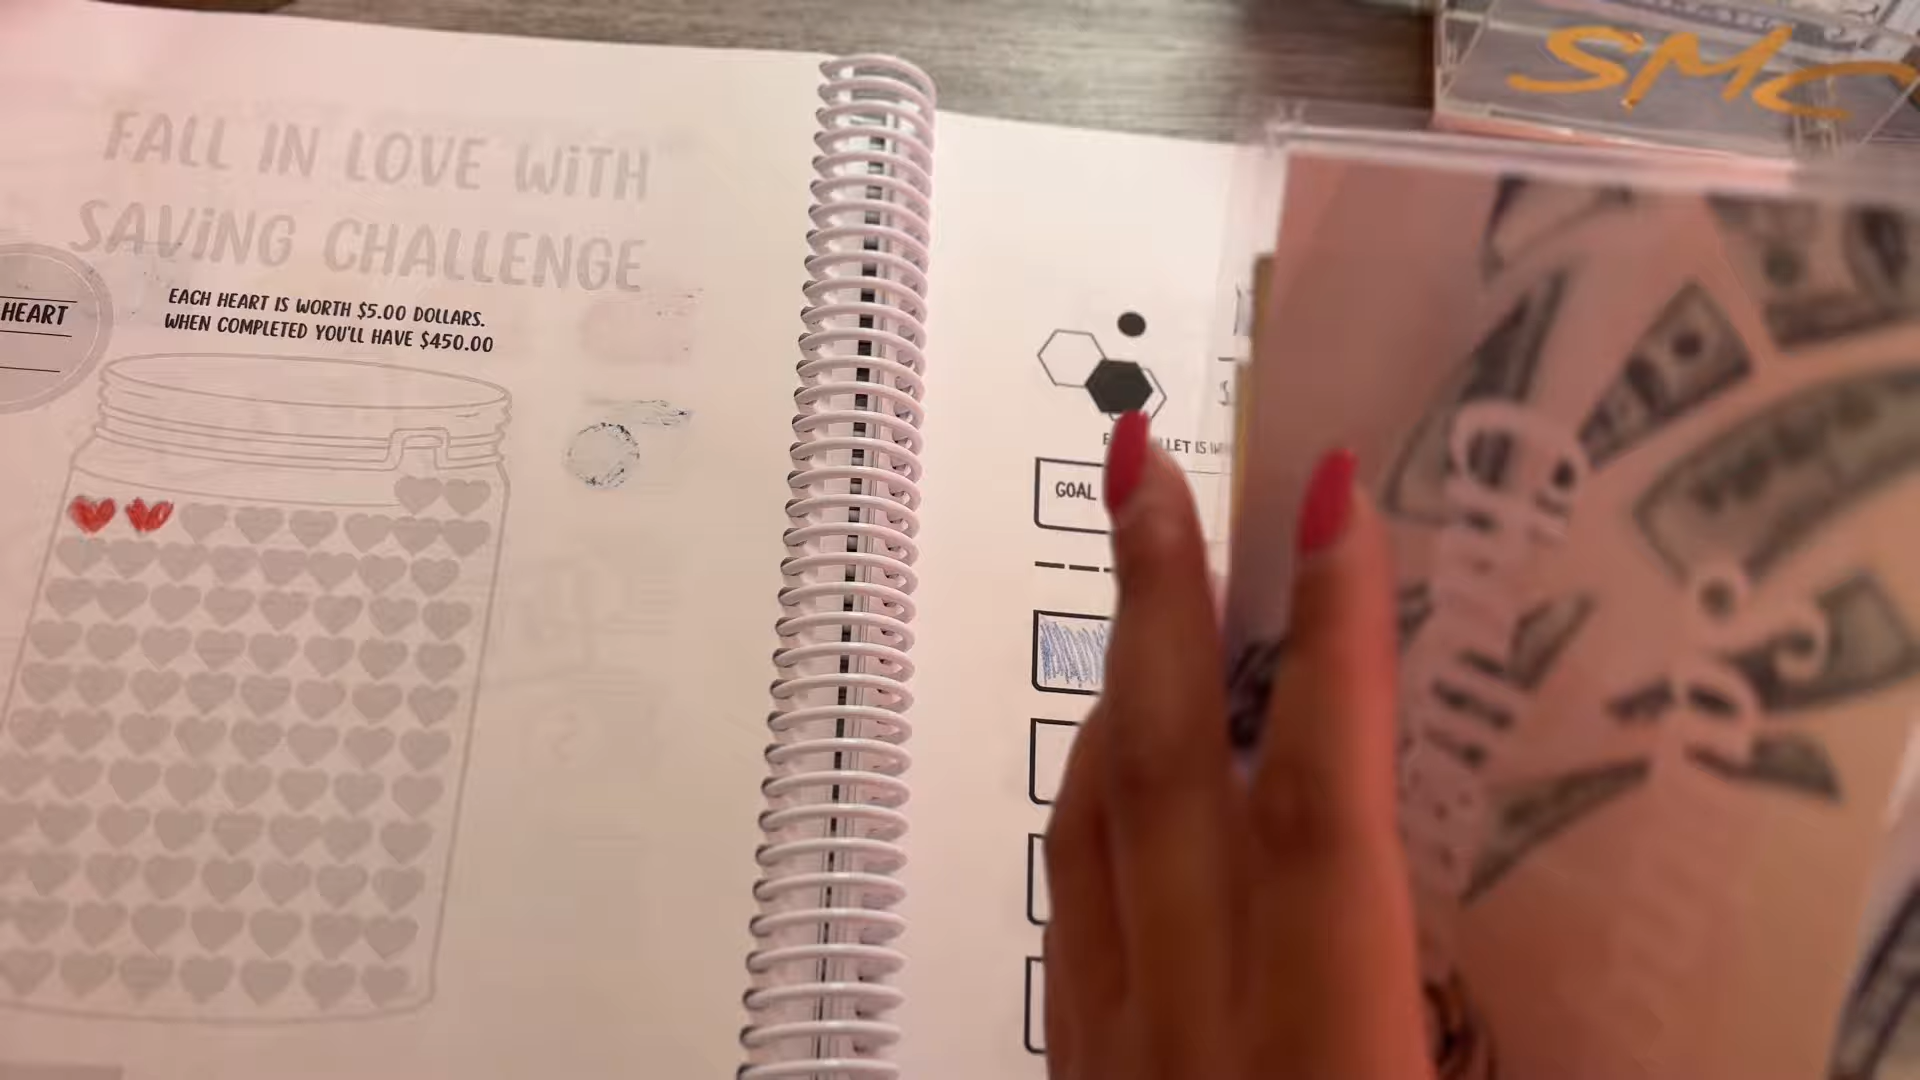 FALL IN LOVE WiTH
SAViNG CHALLENGE
EACH HEART IS WORTH $5.00 DOLLARS.
WHEN COMPLETED YOU'LL HAVE $450.00
HEART
SMC
GOAL